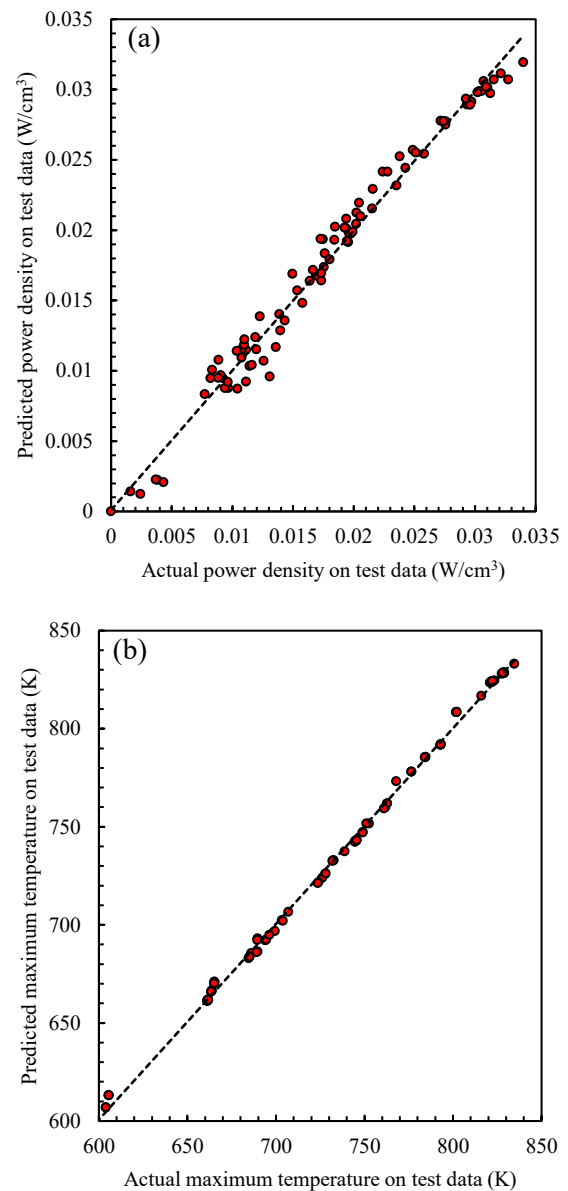 (a)
0.035
0.03
0.025
0.02
0.015
0.01
0.005
0
Predicted power density on test data (W/cm³)
0 0.005 0.01 0.015 0.02 0.025 0.03 0.035
Actual power density on test data (W/cm³)
(b)
850
800
750
700
650
600
Predicted maximum temperature on test data (K)
600 650 700 750 800 850
Actual maximum temperature on test data (K)